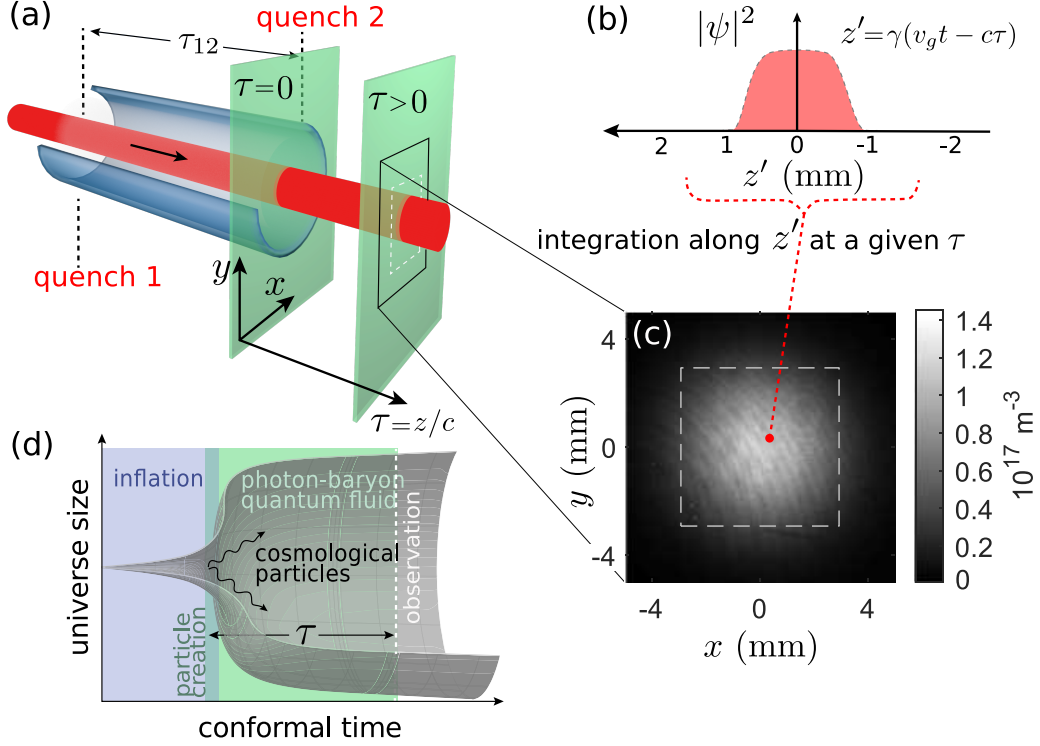 (a)
quench 2
τ12
τ=0
τ>0
quench 1
y
x
τ=z/c
(b)
|ψ|²
z′=γ(vgt − cτ)
2
1
0
-1
-2
z′ (mm)
integration along z′ at a given τ
(c)
4
0
-4
y (mm)
-4
0
4
x (mm)
1.4
1.2
1
0.8
0.6
0.4
0.2
0
10¹⁷ m⁻³
(d)
inflation
photon-baryon
quantum fluid
cosmological
particles
observation
τ
particle
creation
universe size
conformal time